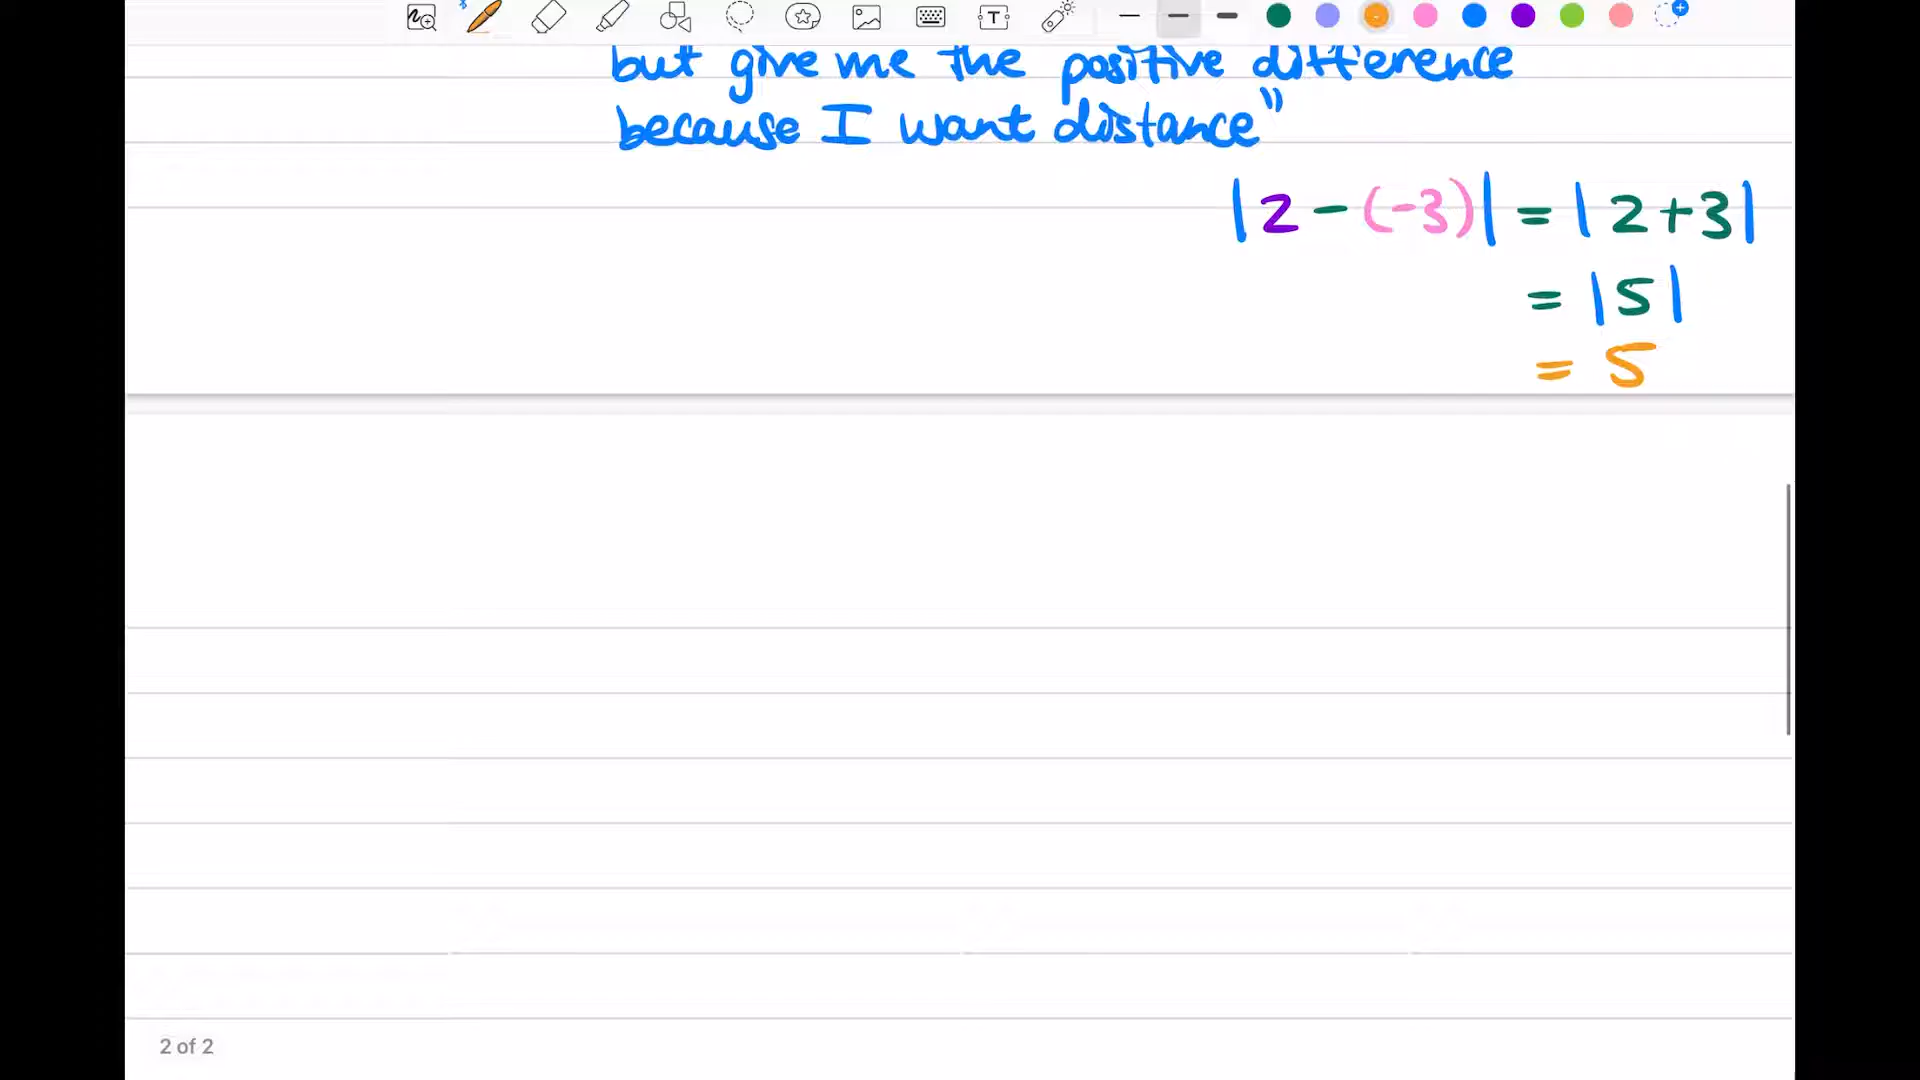 but give me the positive difference
because I want distance"
|2-(-3)| = |2+3|
= |5|
= 5
2 of 2